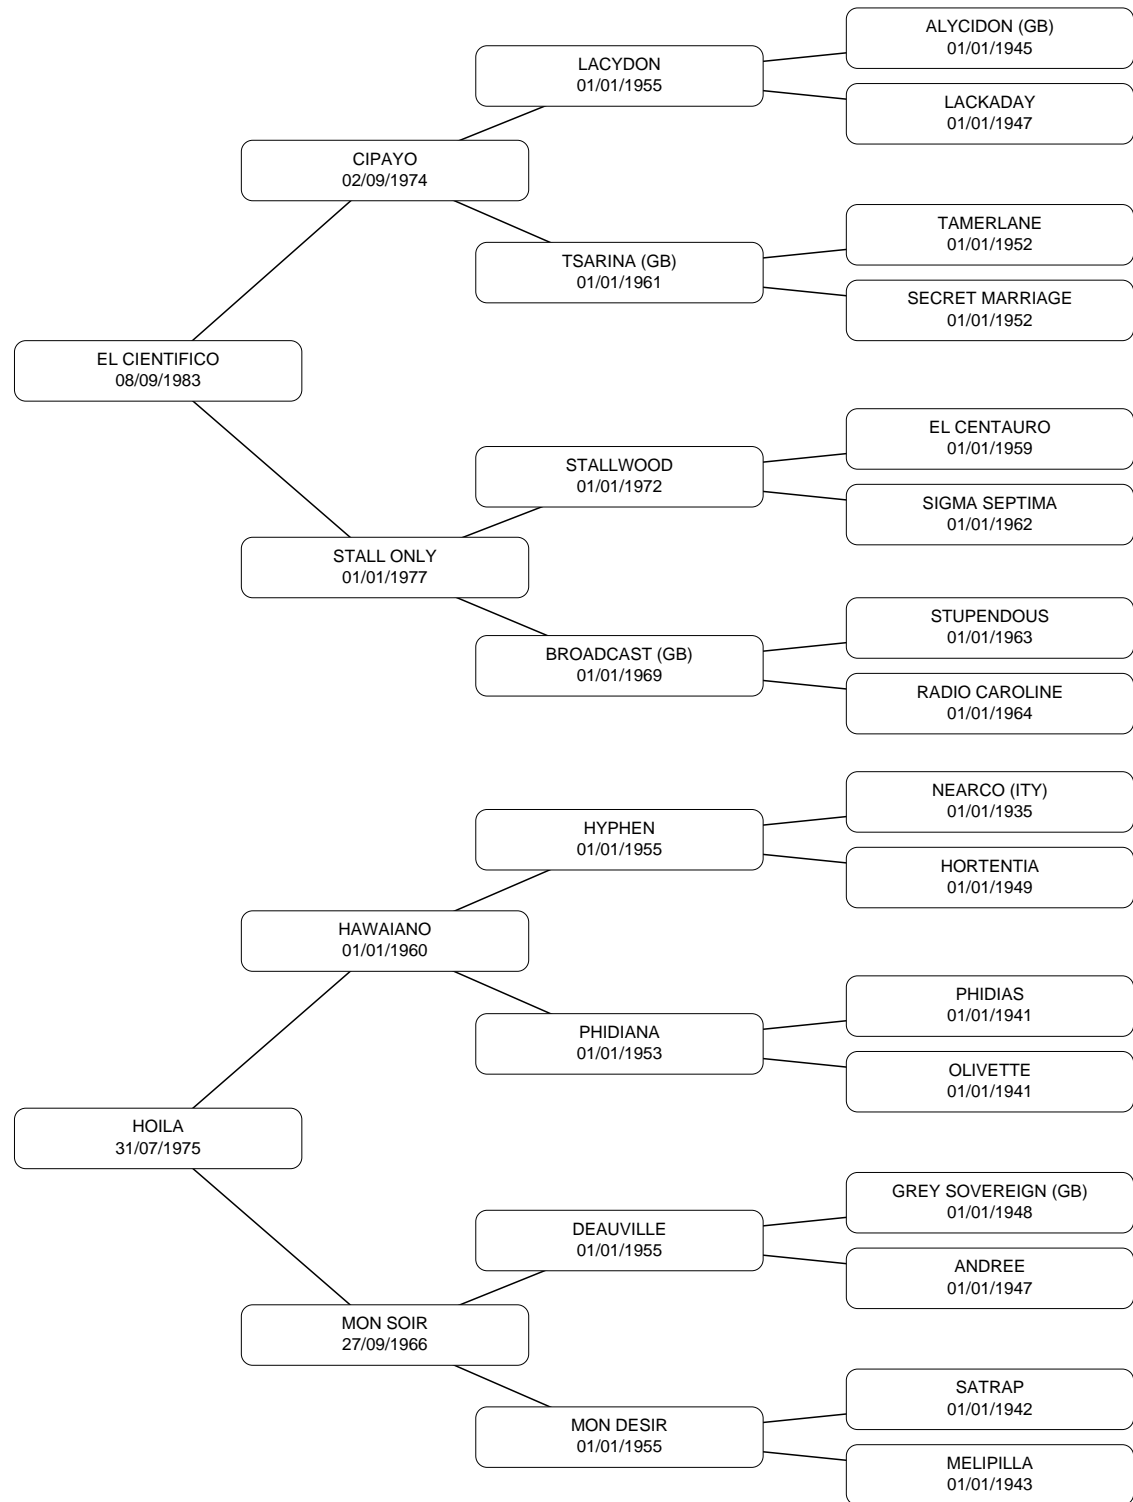 ALYCIDON (GB)
01/01/1945
LACYDON
01/01/1955
LACKADAY
01/01/1947
CIPAYO
02/09/1974
TAMERLANE
01/01/1952
TSARINA (GB)
01/01/1961
SECRET MARRIAGE
01/01/1952
EL CIENTIFICO
08/09/1983
EL CENTAURO
01/01/1959
STALLWOOD
01/01/1972
SIGMA SEPTIMA
01/01/1962
STALL ONLY
01/01/1977
STUPENDOUS
01/01/1963
BROADCAST (GB)
01/01/1969
RADIO CAROLINE
01/01/1964
NEARCO (ITY)
01/01/1935
HYPHEN
01/01/1955
HORTENTIA
01/01/1949
HAWAIANO
01/01/1960
PHIDIAS
01/01/1941
PHIDIANA
01/01/1953
OLIVETTE
01/01/1941
HOILA
31/07/1975
GREY SOVEREIGN (GB)
01/01/1948
DEAUVILLE
01/01/1955
ANDREE
01/01/1947
MON SOIR
27/09/1966
SATRAP
01/01/1942
MON DESIR
01/01/1955
MELIPILLA
01/01/1943